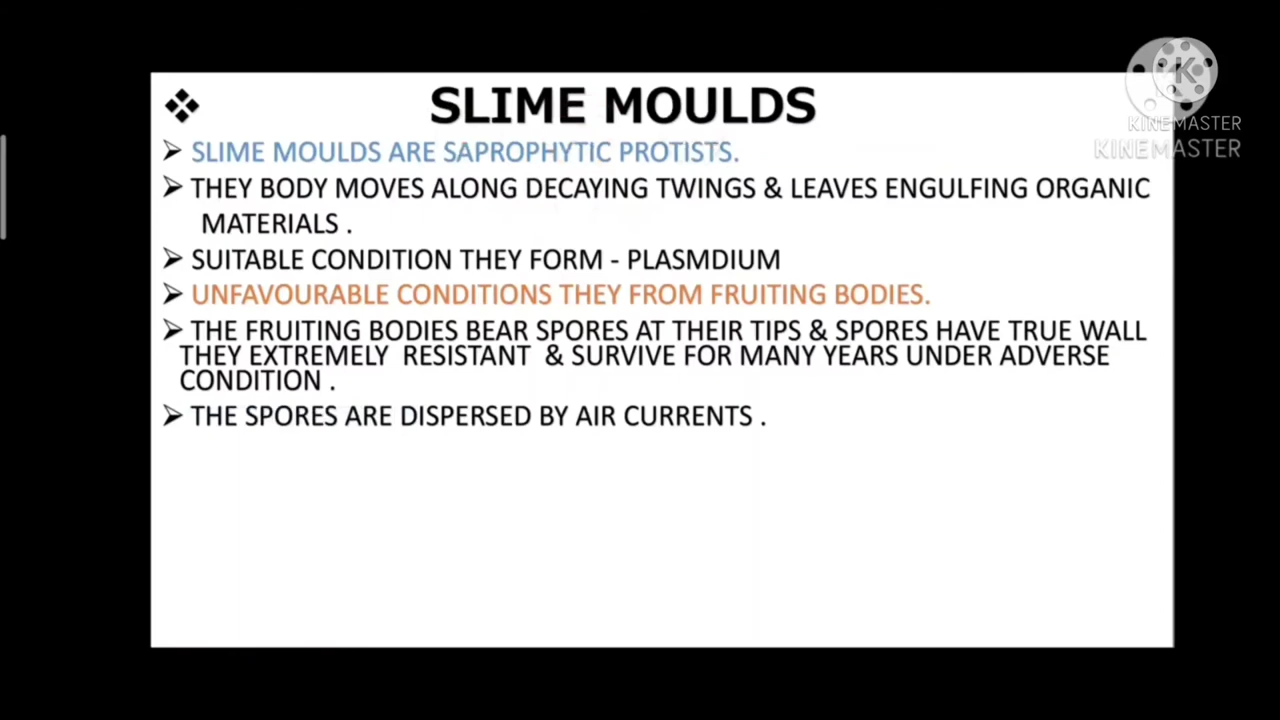 K
KINEMASTER
KINEMASTER
❖ SLIME MOULDS
➢ SLIME MOULDS ARE SAPROPHYTIC PROTISTS.
➢ THEY BODY MOVES ALONG DECAYING TWINGS & LEAVES ENGULFING ORGANIC
MATERIALS .
➢ SUITABLE CONDITION THEY FORM - PLASMDIUM
➢ UNFAVOURABLE CONDITIONS THEY FROM FRUITING BODIES.
➢ THE FRUITING BODIES BEAR SPORES AT THEIR TIPS & SPORES HAVE TRUE WALL
THEY EXTREMELY RESISTANT & SURVIVE FOR MANY YEARS UNDER ADVERSE
CONDITION .
➢ THE SPORES ARE DISPERSED BY AIR CURRENTS .